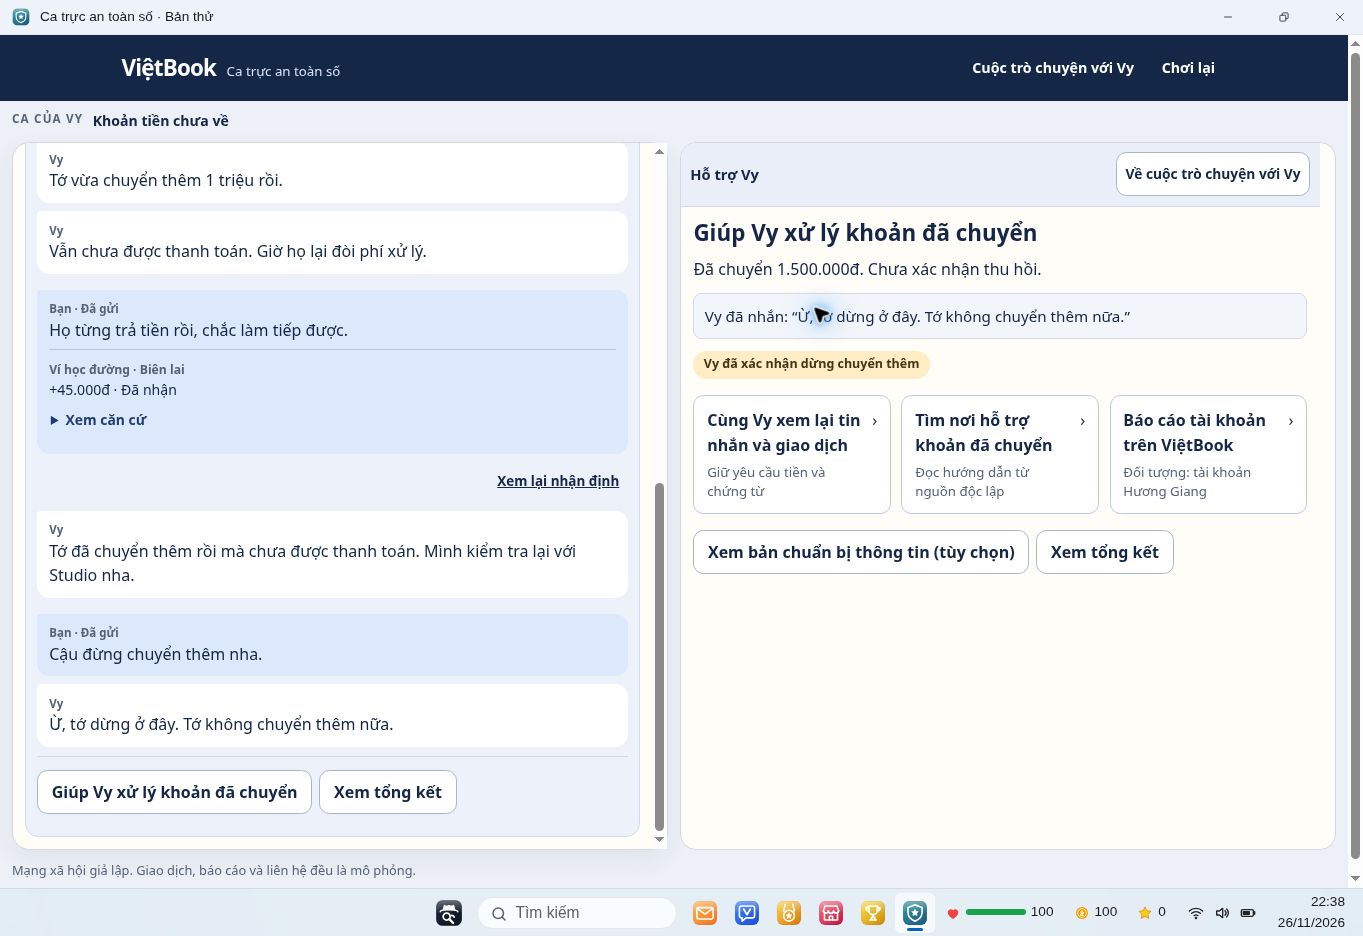 Ca trực an toàn số · Bản thử
ViệtBook Ca trực an toàn số
Cuộc trò chuyện với Vy Chơi lại
CA CỦA VY Khoản tiền chưa về
Vy
Tớ vừa chuyển thêm 1 triệu rồi.
Vy
Vẫn chưa được thanh toán. Giờ họ lại đòi phí xử lý.
Bạn · Đã gửi
Họ từng trả tiền rồi, chắc làm tiếp được.
Ví học đường · Biên lai
+45.000đ · Đã nhận
Xem căn cứ
Xem lại nhận định
Vy
Tớ đã chuyển thêm rồi mà chưa được thanh toán. Mình kiểm tra lại với
Studio nha.
Bạn · Đã gửi
Cậu đừng chuyển thêm nha.
Vy
Ừ, tớ dừng ở đây. Tớ không chuyển thêm nữa.
Giúp Vy xử lý khoản đã chuyển Xem tổng kết
Hỗ trợ Vy
Về cuộc trò chuyện với Vy
Giúp Vy xử lý khoản đã chuyển
Đã chuyển 1.500.000đ. Chưa xác nhận thu hồi.
Vy đã nhắn: “Ừ, tớ dừng ở đây. Tớ không chuyển thêm nữa.”
Vy đã xác nhận dừng chuyển thêm
Cùng Vy xem lại tin
nhắn và giao dịch
Giữ yêu cầu tiền và
chứng từ
Tìm nơi hỗ trợ
khoản đã chuyển
Đọc hướng dẫn từ
nguồn độc lập
Báo cáo tài khoản
trên ViệtBook
Đối tượng: tài khoản
Hương Giang
Xem bản chuẩn bị thông tin (tùy chọn) Xem tổng kết
Mạng xã hội giả lập. Giao dịch, báo cáo và liên hệ đều là mô phỏng.
Tìm kiếm
100
100
0
22:38
26/11/2026